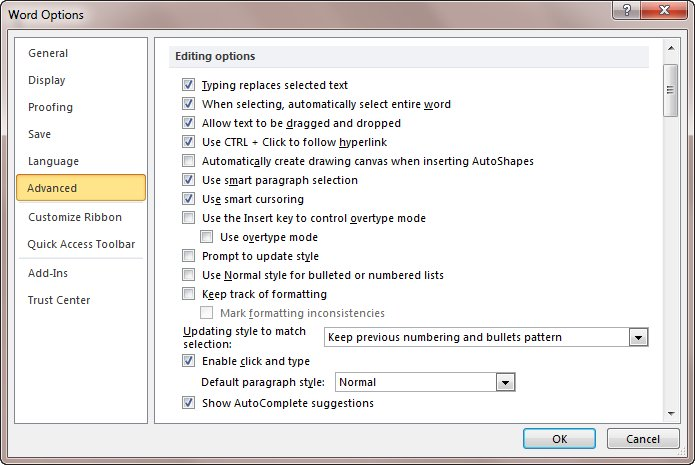 Word Options
General
Display
Proofing
Save
Language
Advanced
Customize Ribbon
Quick Access Toolbar
Add-Ins
Trust Center
Editing options
Typing replaces selected text
When selecting, automatically select entire word
Allow text to be dragged and dropped
Use CTRL + Click to follow hyperlink
Automatically create drawing canvas when inserting AutoShapes
Use smart paragraph selection
Use smart cursoring
Use the Insert key to control overtype mode
Use overtype mode
Prompt to update style
Use Normal style for bulleted or numbered lists
Keep track of formatting
Mark formatting inconsistencies
Updating style to match
selection:
Keep previous numbering and bullets pattern
Enable click and type
Default paragraph style: Normal
Show AutoComplete suggestions
OK Cancel